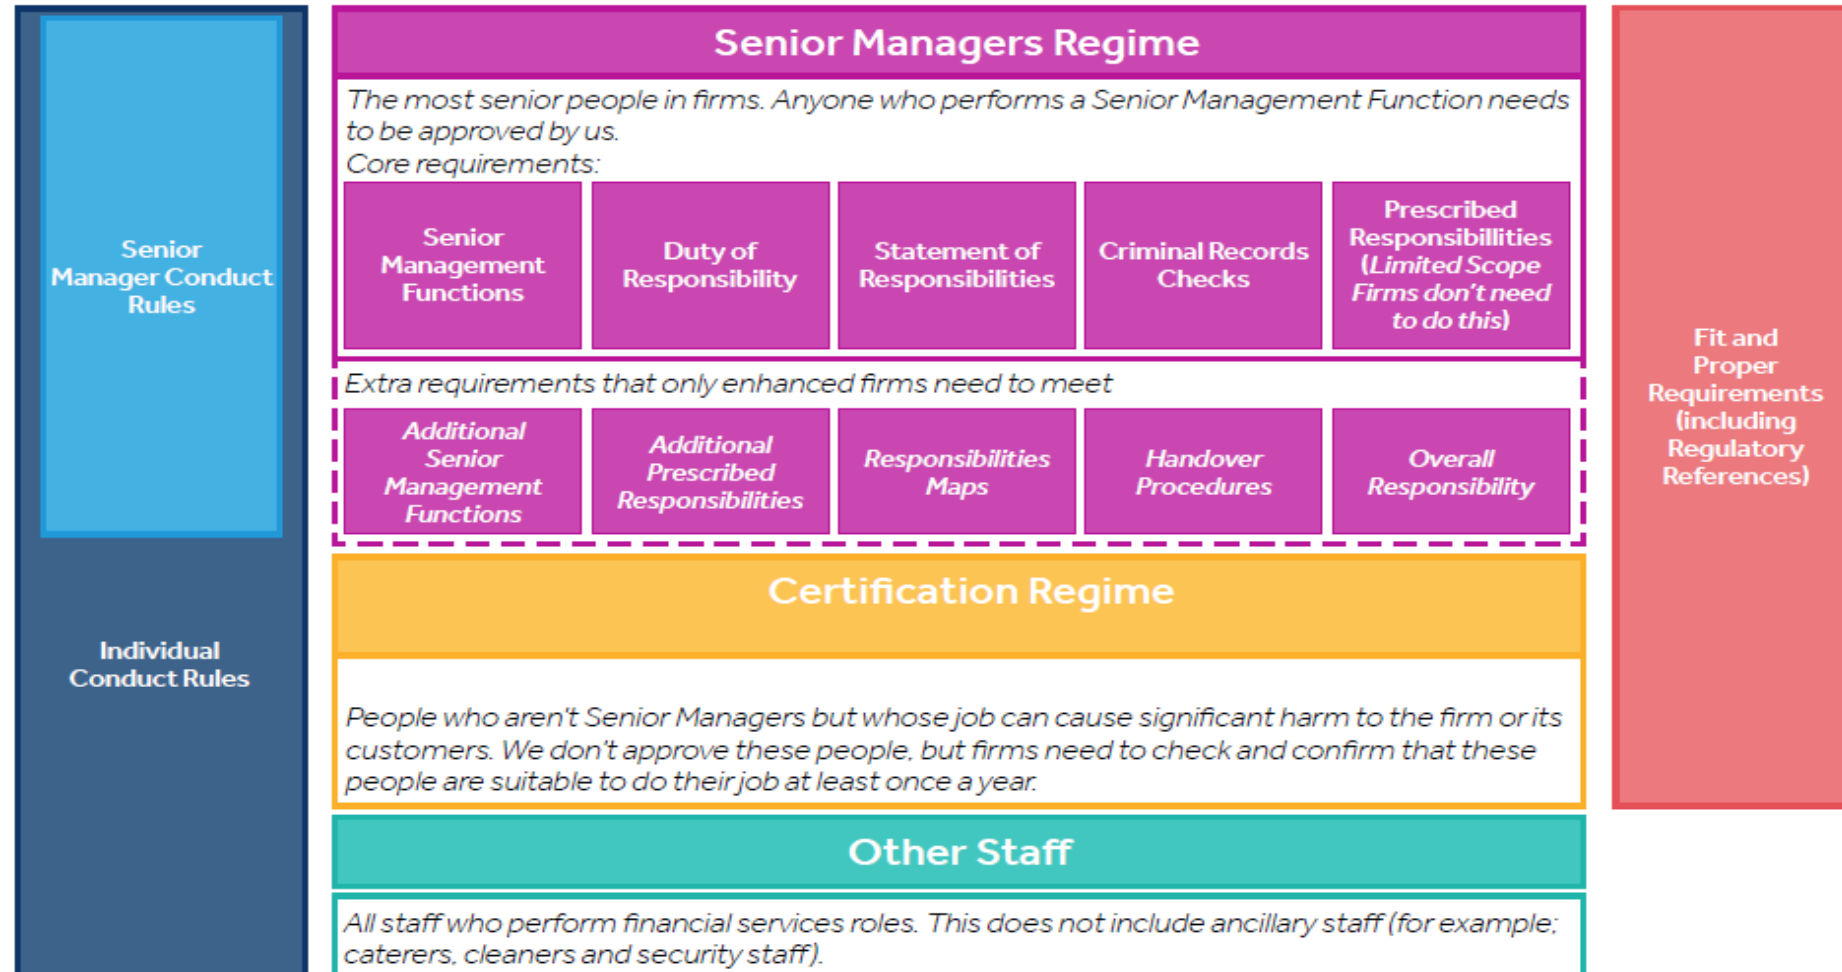 Senior Managers Regime
The most senior people in firms. Anyone who performs a Senior Management Function needs
to be approved by us.
Core requirements:
Senior
Management
Functions
Duty of
Responsibility
Statement of
Responsibilities
Criminal Records
Checks
Prescribed
Responsibillities
(Limited Scope
Firms don't need
to do this)
Extra requirements that only enhanced firms need to meet
Additional
Senior
Management
Functions
Additional
Prescribed
Responsibilities
Responsibilities
Maps
Handover
Procedures
Overall
Responsibility
Certification Regime
People who aren't Senior Managers but whose job can cause significant harm to the firm or its
customers. We don't approve these people, but firms need to check and confirm that these
people are suitable to do their job at least once a year.
Other Staff
All staff who perform financial services roles. This does not include ancillary staff (for example;
caterers, cleaners and security staff).
Senior
Manager Conduct
Rules
Individual
Conduct Rules
Fit and
Proper
Requirements
(including
Regulatory
References)